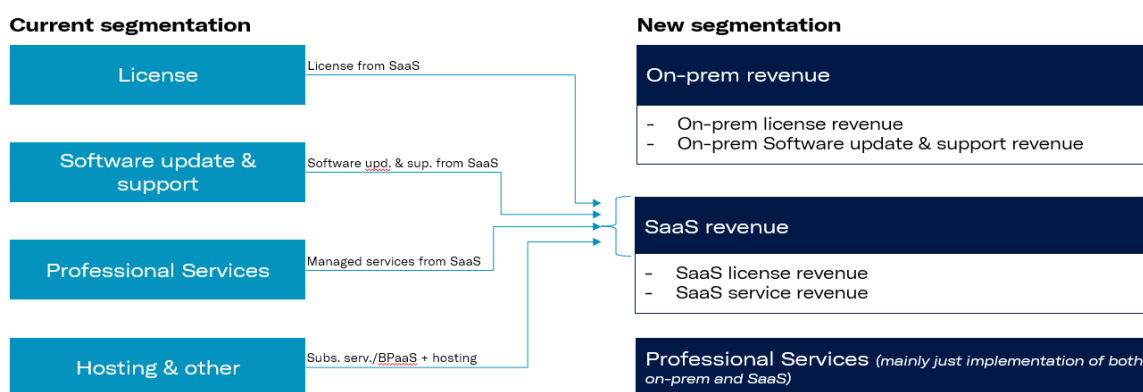 Current segmentation
New segmentation
License
License from SaaS
On-prem revenue
- On-prem license revenue
- On-prem Software update & support revenue
Software update &
support
Software upd. & sup. from SaaS
SaaS revenue
- SaaS license revenue
- SaaS service revenue
Professional Services
Managed services from SaaS
Hosting & other
Subs. serv./BPaaS + hosting
Professional Services (mainly just implementation of both
on-prem and SaaS)